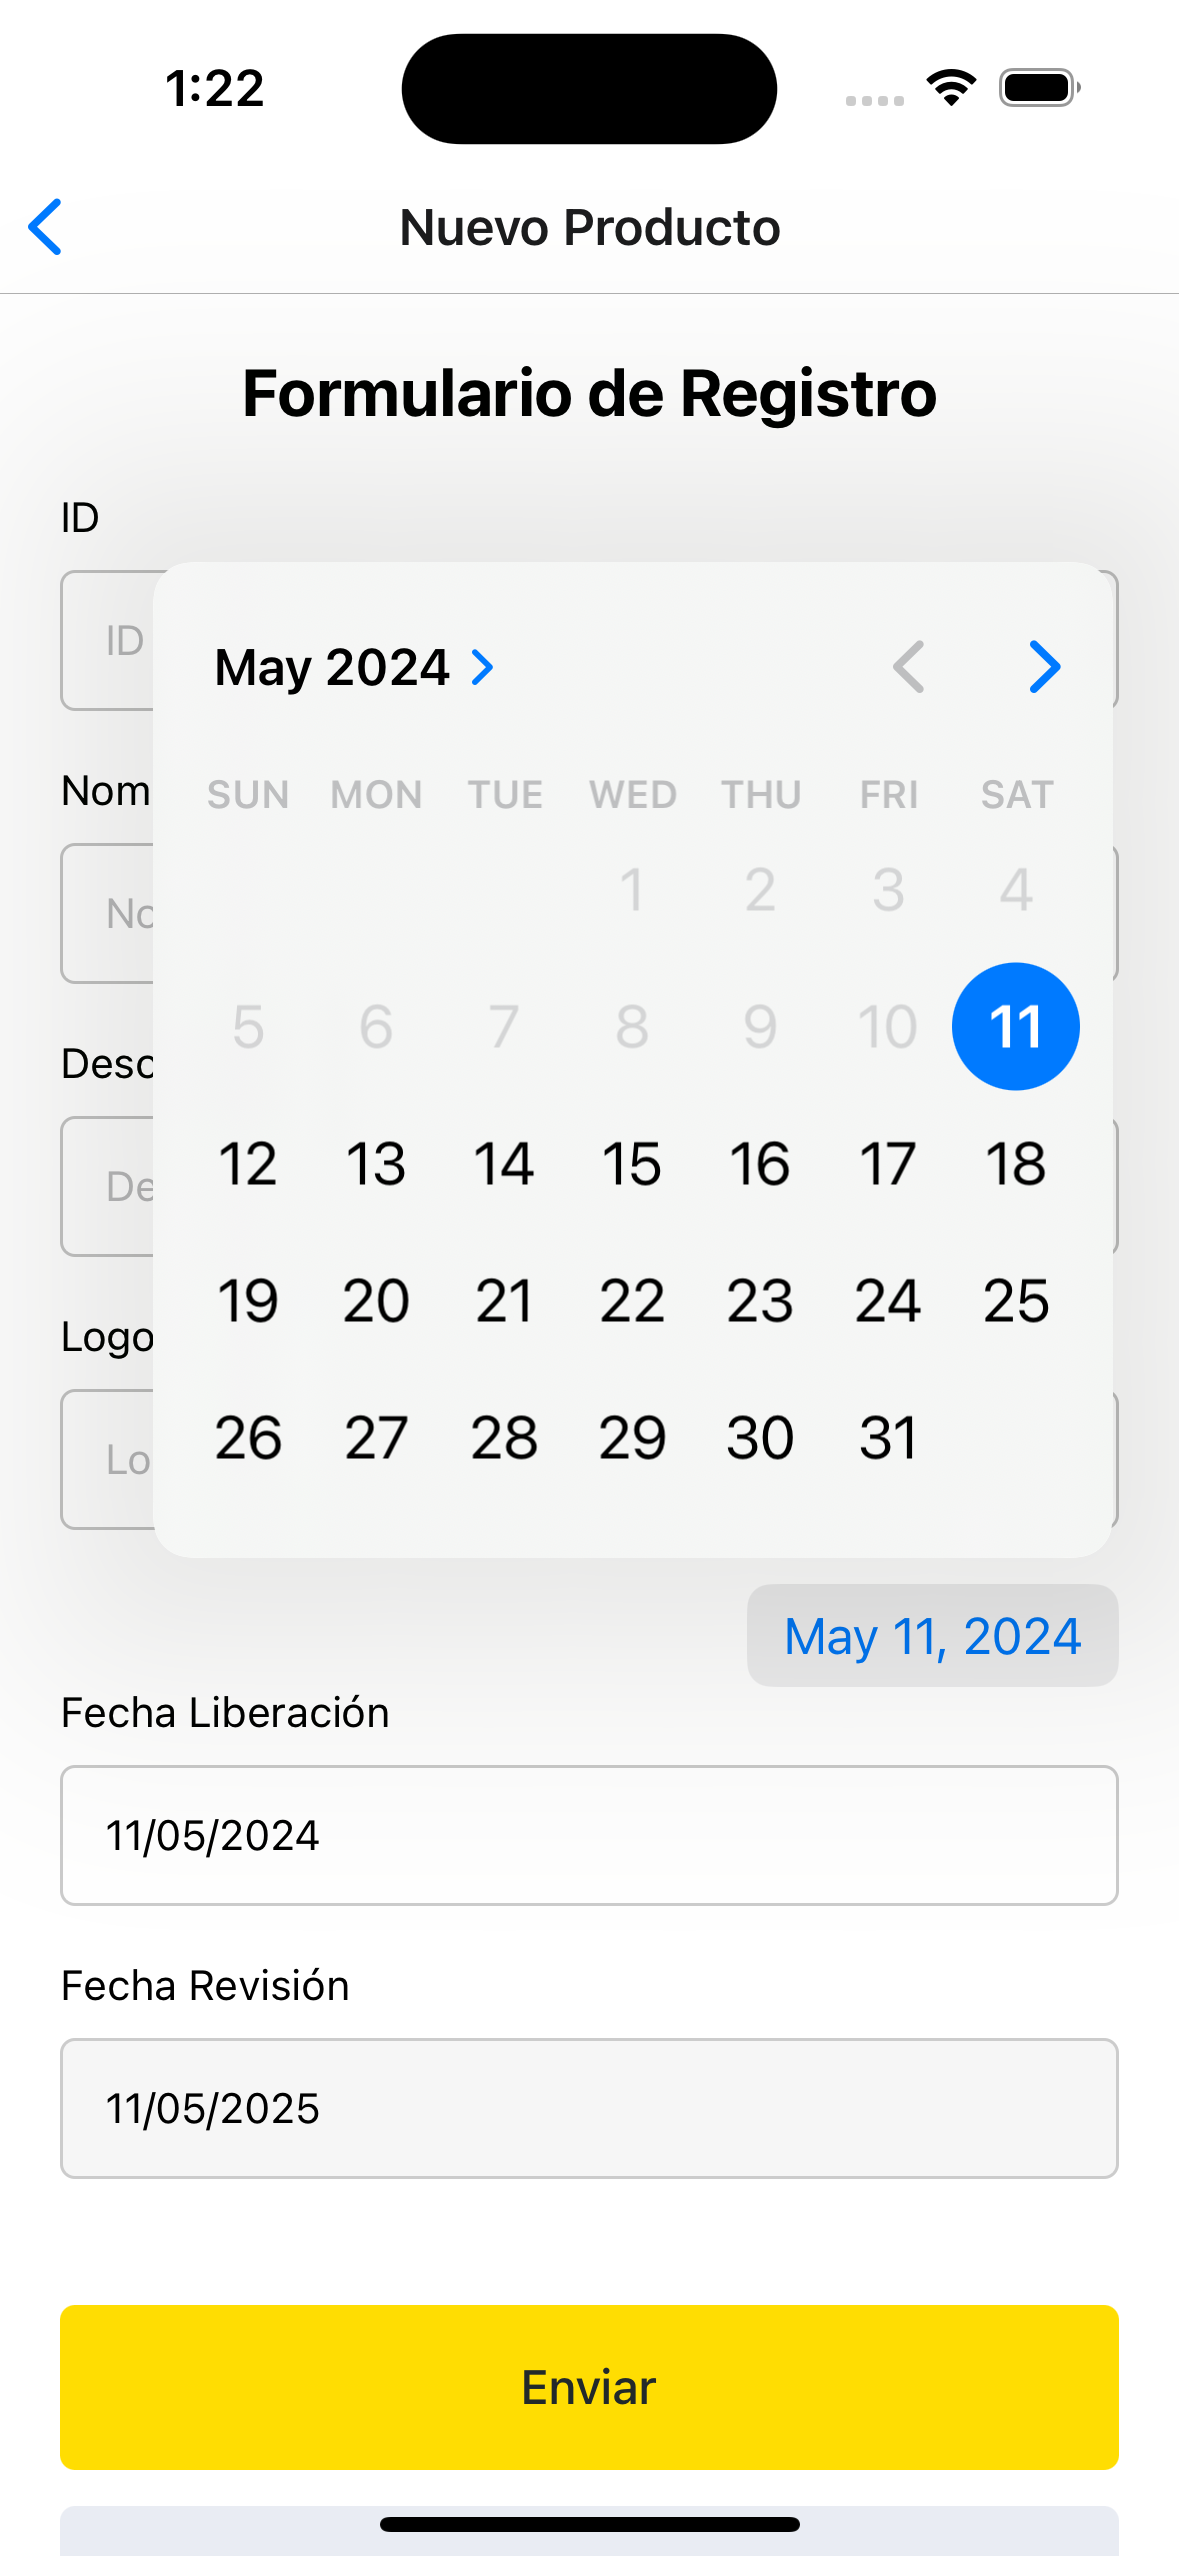 1:22
Nuevo Producto
Formulario de Registro
ID
ID
May 2024
SUN MON TUE WED THU FRI SAT
1 2 3 4
5 6 7 8 9 10 11
12 13 14 15 16 17 18
19 20 21 22 23 24 25
26 27 28 29 30 31
Nom
No
Desc
De
Logo
Lo
May 11, 2024
Fecha Liberación
11/05/2024
Fecha Revisión
11/05/2025
Enviar